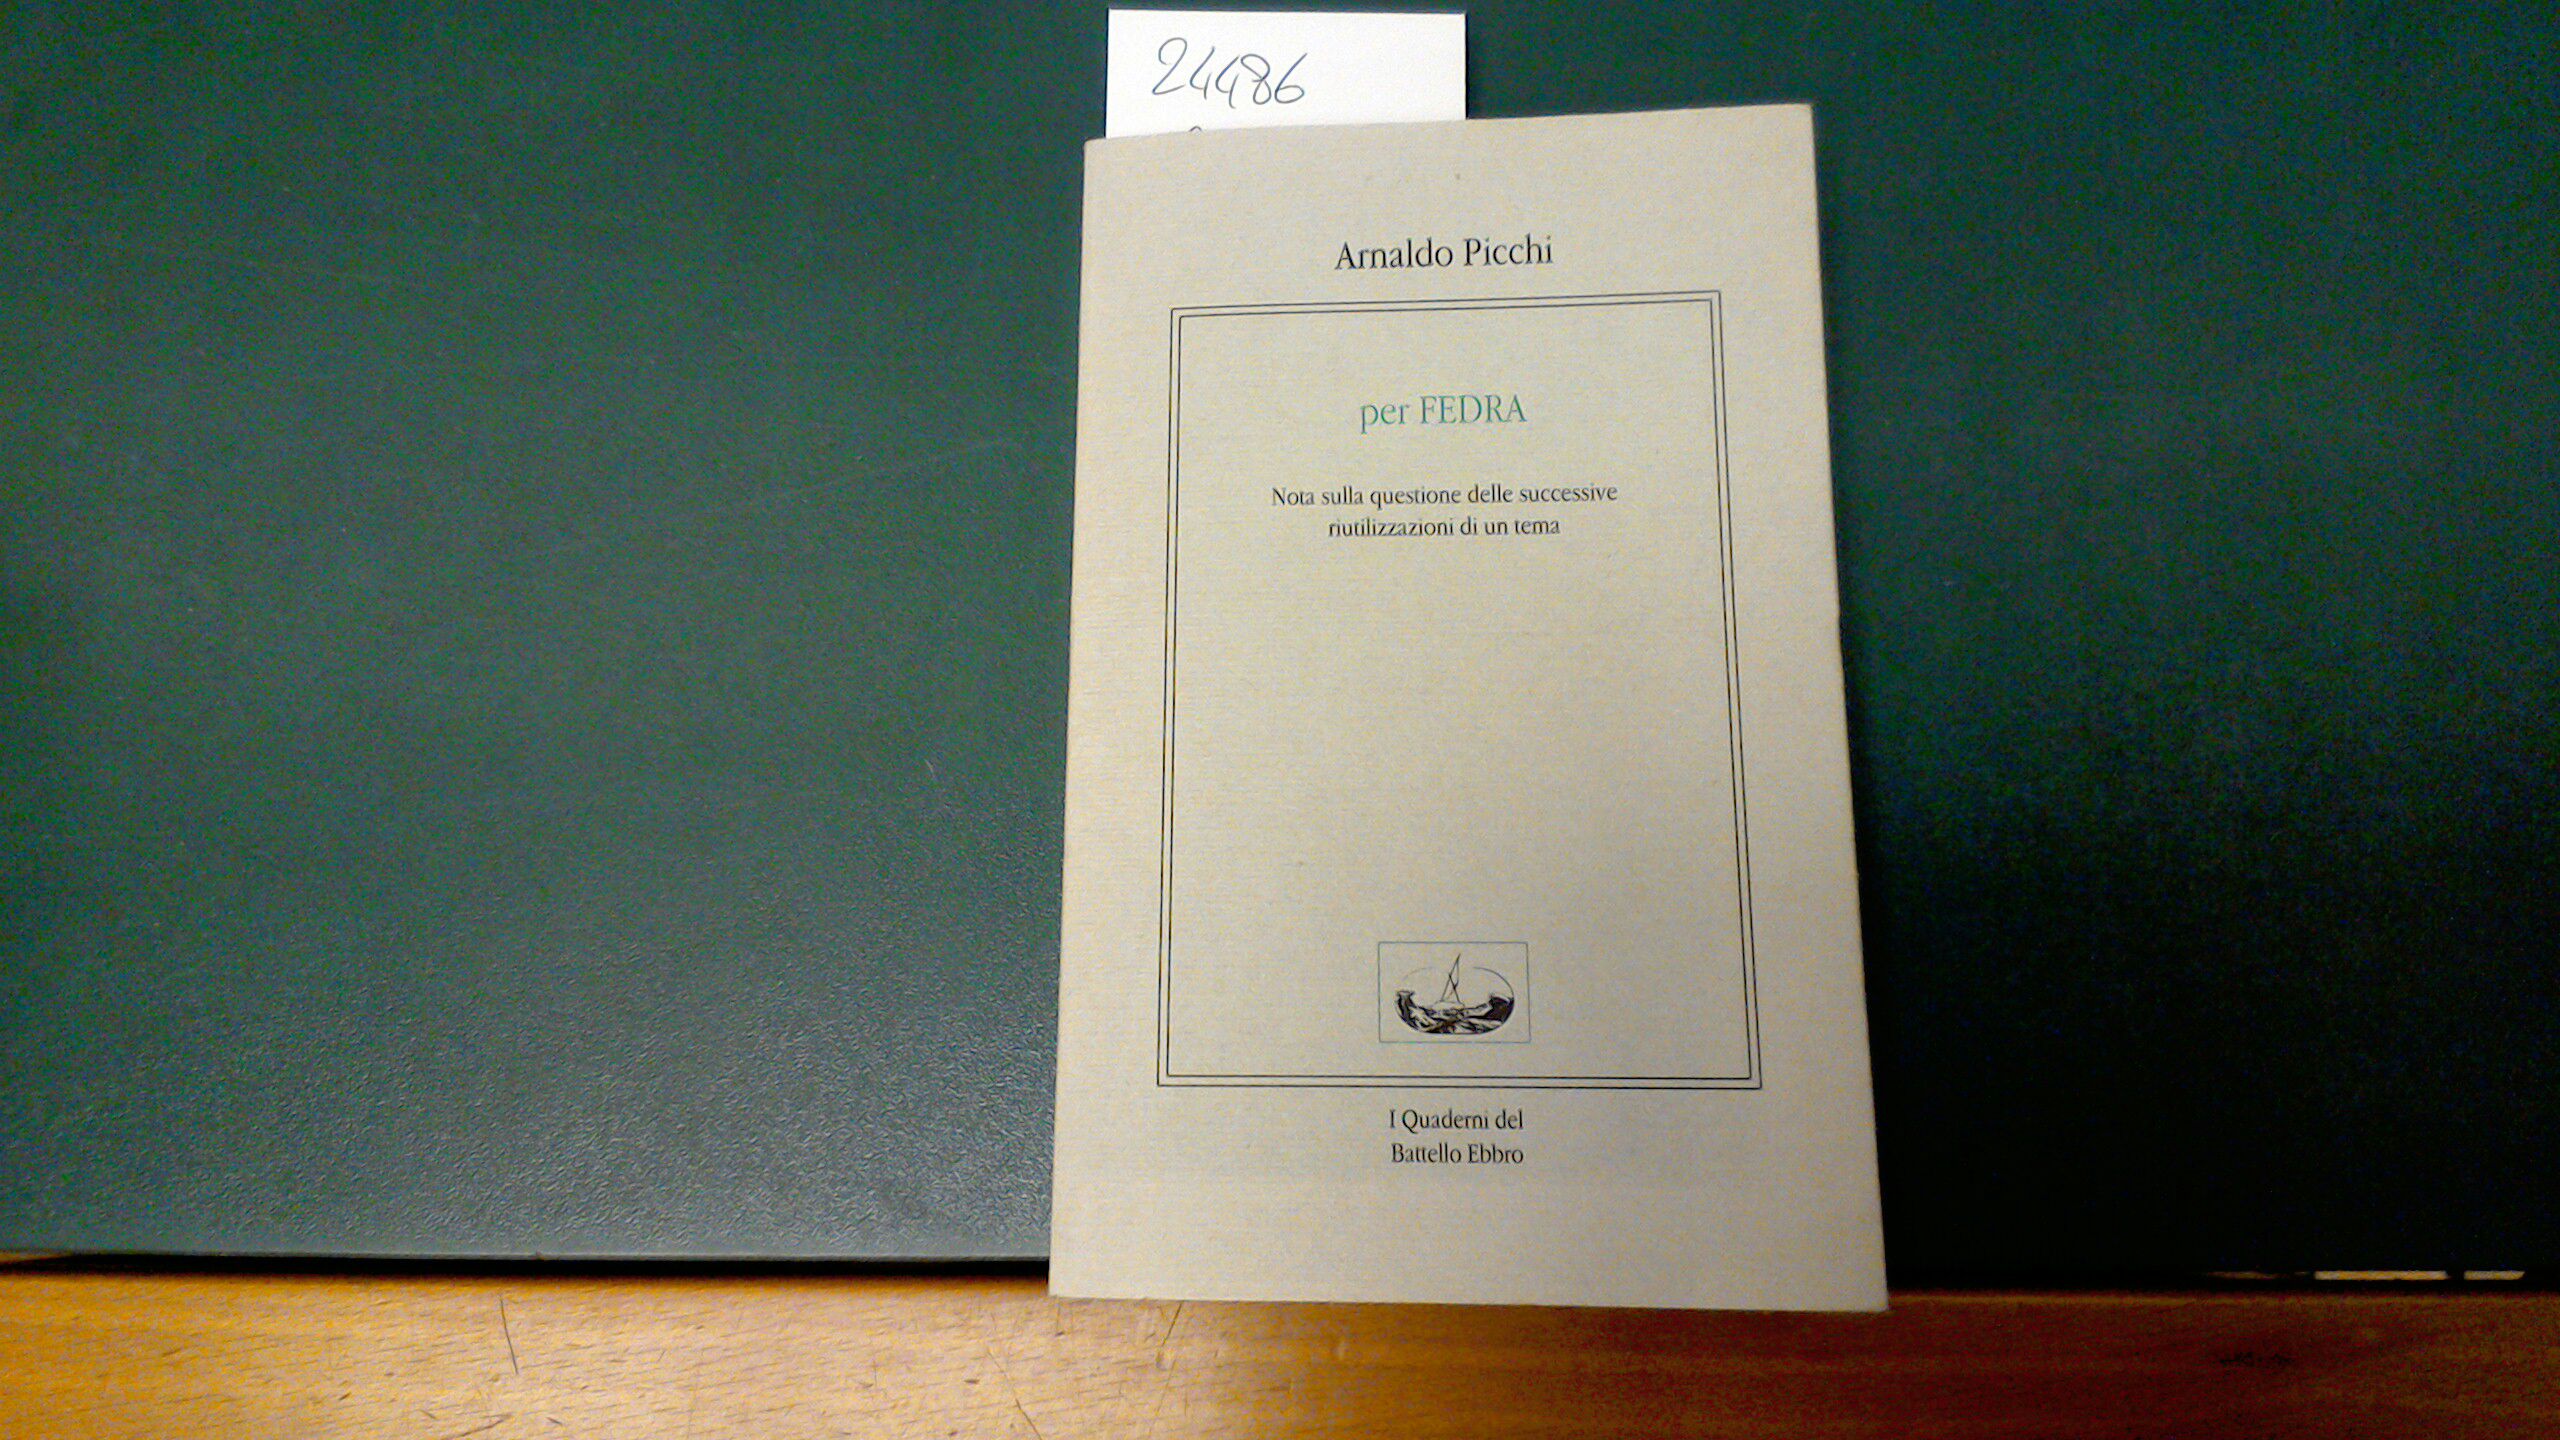 24486
Arnaldo Picchi
per FEDRA
Nota sulla questione delle successive
riutilizzazioni di un tema
I Quaderni del
Battello Ebbro